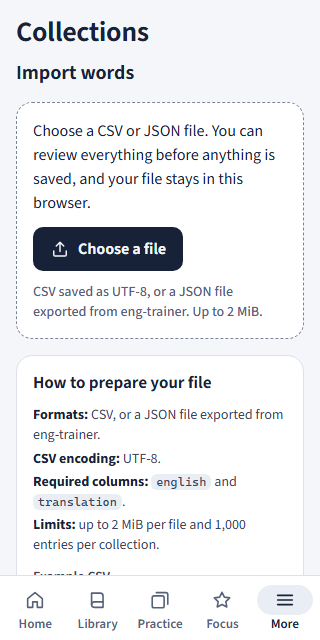 Collections
Import words
Choose a CSV or JSON file. You can
review everything before anything is
saved, and your file stays in this
browser.
Choose a file
CSV saved as UTF-8, or a JSON file
exported from eng-trainer. Up to 2 MiB.
How to prepare your file
Formats: CSV, or a JSON file exported from
eng-trainer.
CSV encoding: UTF-8.
Required columns: english and
translation.
Limits: up to 2 MiB per file and 1,000
entries per collection.
Example CSV
Home Library Practice Focus More